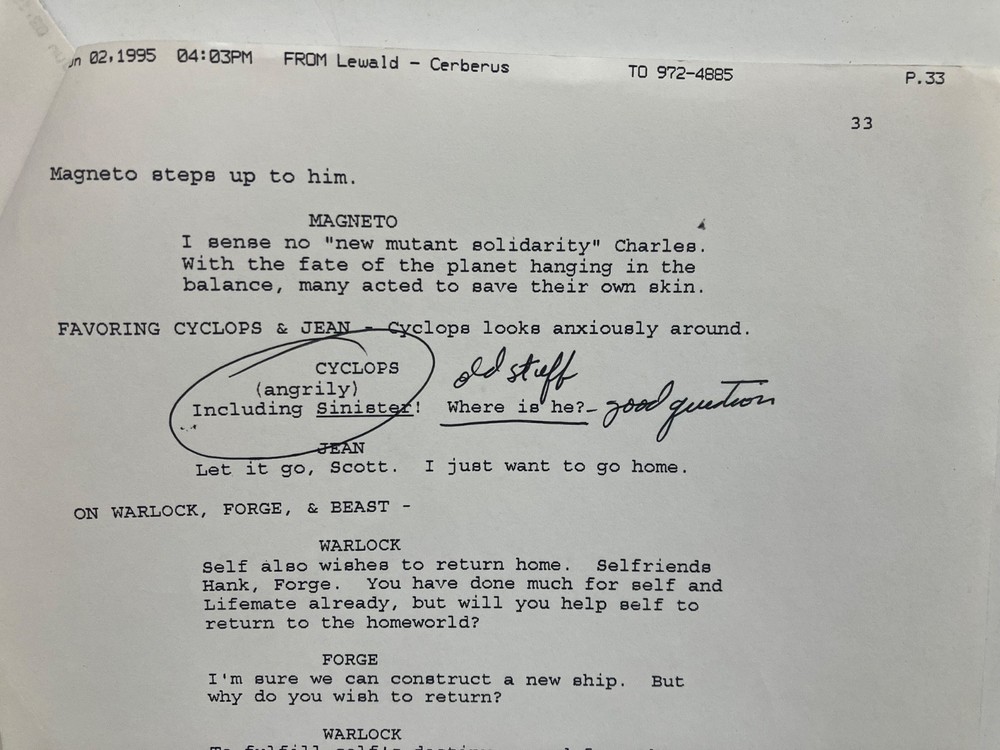 02,1995 04:03PM FROM Lewald - Cerberus TO 972-4885 P.33
33
Magneto steps up to him.
MAGNETO
I sense no "new mutant solidarity" Charles.
With the fate of the planet hanging in the
balance, many acted to save their own skin.
FAVORING CYCLOPS & JEAN - Cyclops looks anxiously around.
CYCLOPS
old stuff
(angrily)
Including Sinister! Where is he?- good question
JEAN
Let it go, Scott. I just want to go home.
ON WARLOCK, FORGE, & BEAST -
WARLOCK
Self also wishes to return home. Selfriends
Hank, Forge. You have done much for self and
Lifemate already, but will you help self to
return to the homeworld?
FORGE
I'm sure we can construct a new ship. But
why do you wish to return?
WARLOCK
To fulfill self's